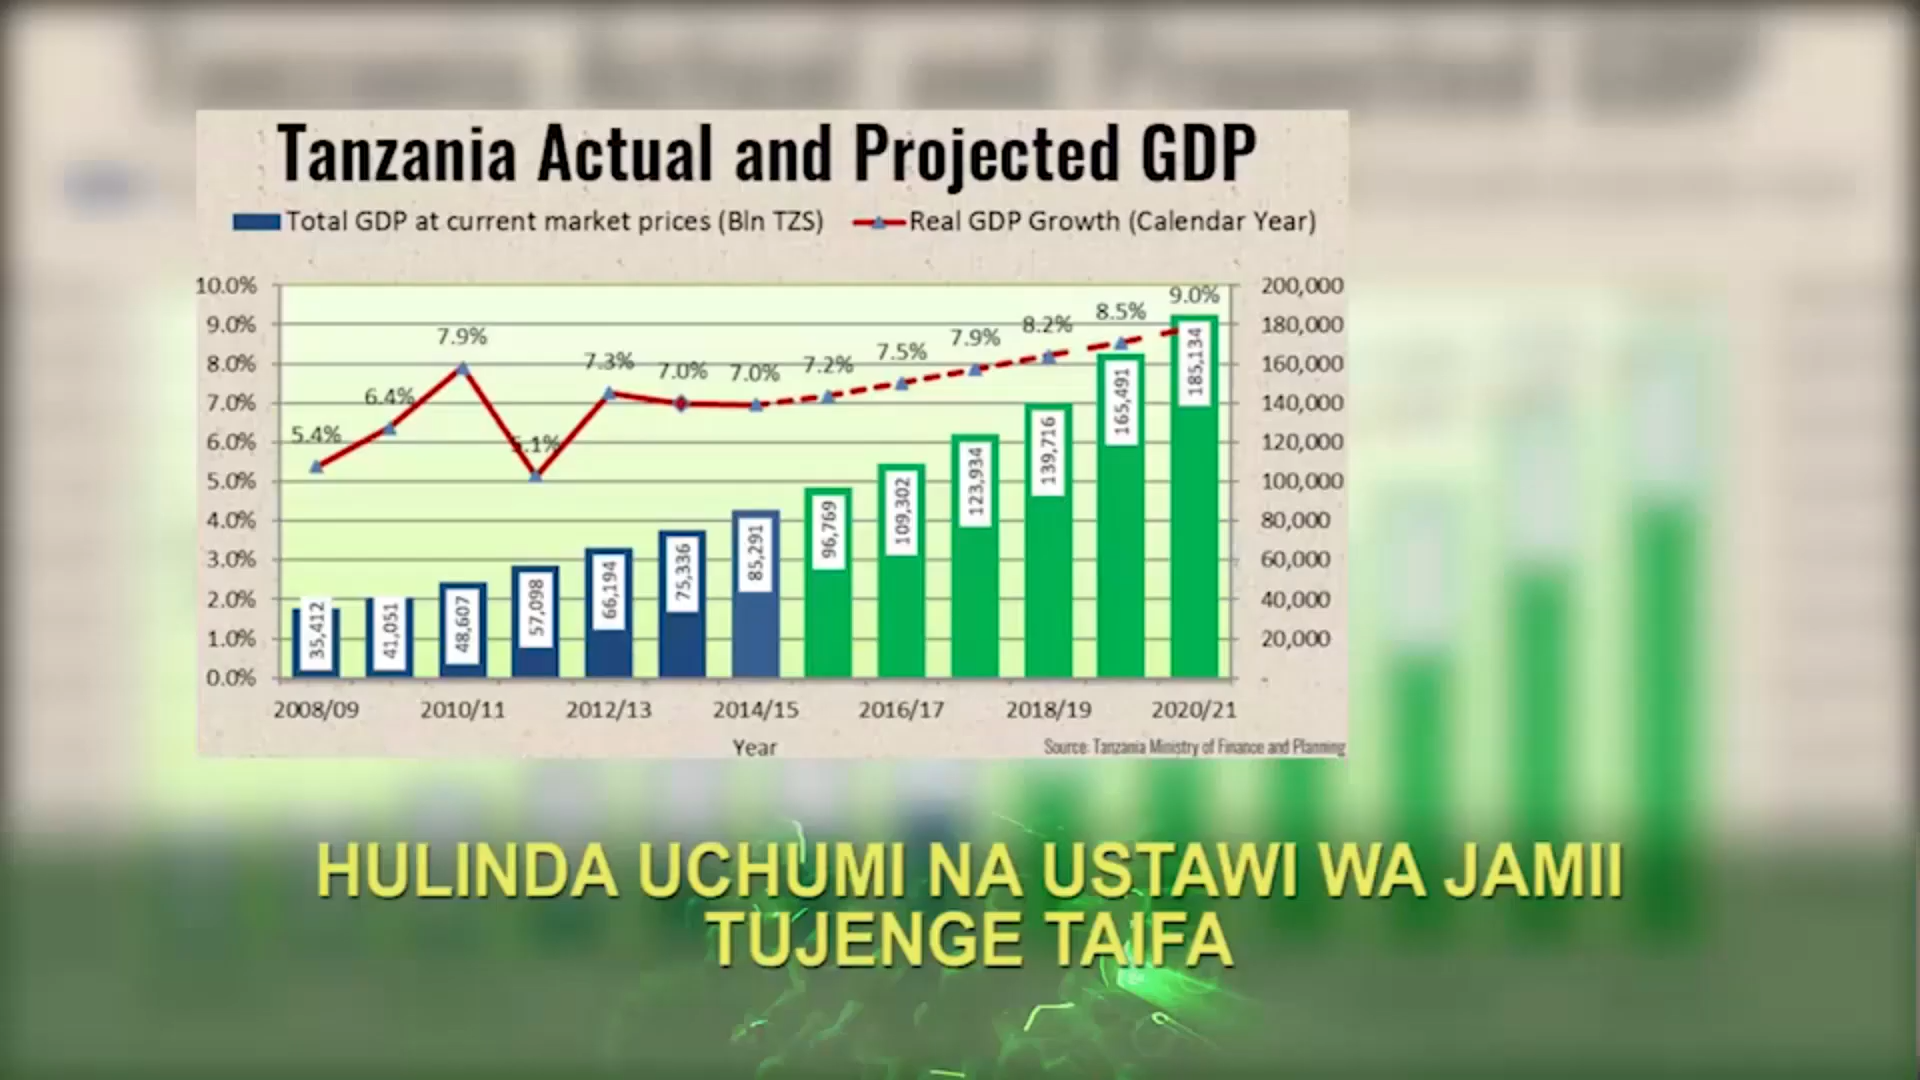 Tanzania Actual and Projected GDP
Total GDP at current market prices (Bln TZS) Real GDP Growth (Calendar Year)
10.0% 200,000
9.0% 180,000
8.0% 160,000
7.0% 140,000
6.0% 120,000
5.0% 100,000
4.0% 80,000
3.0% 60,000
2.0% 40,000
1.0% 20,000
0.0% -
5.4% 6.4% 7.9% 5.1% 7.3% 7.0% 7.0% 7.2% 7.5% 7.9% 8.2% 8.5% 9.0%
35,412 41,051 48,607 57,098 66,194 75,336 85,291 96,769 109,302 123,934 139,716 165,491 185,134
2008/09 2010/11 2012/13 2014/15 2016/17 2018/19 2020/21
Year
Source: Tanzania Ministry of Finance and Planning
HULINDA UCHUMI NA USTAWI WA JAMII
TUJENGE TAIFA